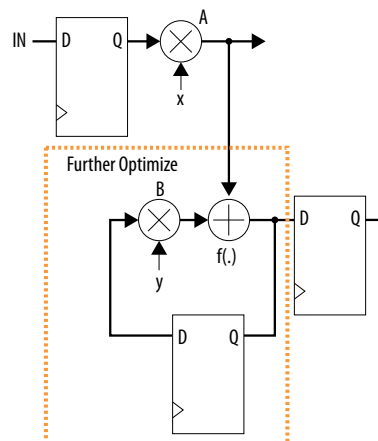 A
IN
D Q
x
Further Optimize
B
D Q
f(.)
y
D Q